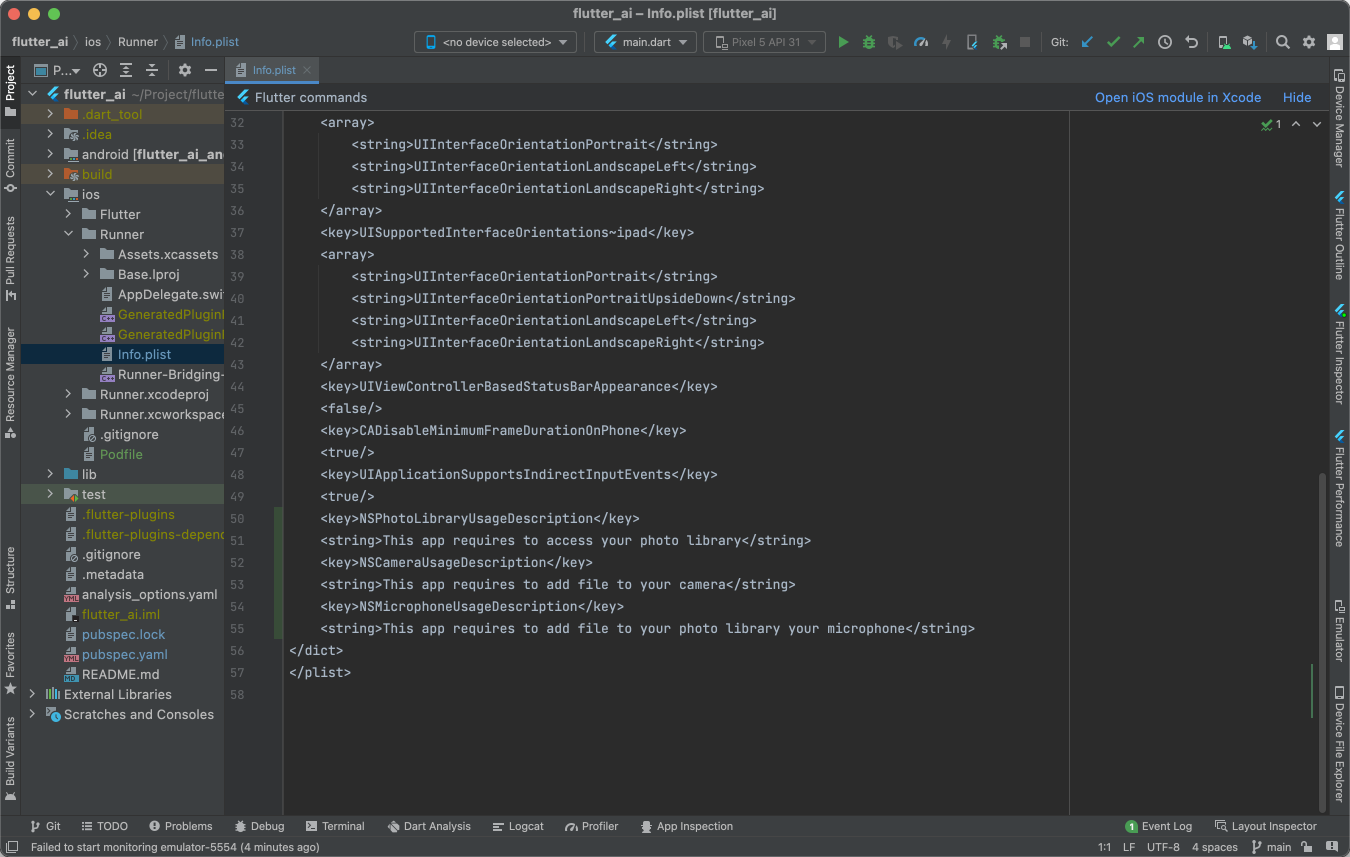 flutter_ai – Info.plist [flutter_ai]
flutter_ai ios Runner Info.plist <no device selected> main.dart Pixel 5 API 31 Git:
P... Info.plist
Flutter commands Open iOS module in Xcode Hide
Project
Commit
Pull Requests
Resource Manager
Structure
Favorites
Build Variants
flutter_ai ~/Project/flutte
.dart_tool
.idea
android [flutter_ai_an
build
ios
Flutter
Runner
Assets.xcassets
Base.lproj
AppDelegate.swi
GeneratedPluginI
GeneratedPluginI
Info.plist
Runner-Bridging-
Runner.xcodeproj
Runner.xcworkspace
.gitignore
Podfile
lib
test
.flutter-plugins
.flutter-plugins-depend
.gitignore
.metadata
analysis_options.yaml
flutter_ai.iml
pubspec.lock
pubspec.yaml
README.md
External Libraries
Scratches and Consoles
32 <array>
33 <string>UIInterfaceOrientationPortrait</string>
34 <string>UIInterfaceOrientationLandscapeLeft</string>
35 <string>UIInterfaceOrientationLandscapeRight</string>
36 </array>
37 <key>UISupportedInterfaceOrientations~ipad</key>
38 <array>
39 <string>UIInterfaceOrientationPortrait</string>
40 <string>UIInterfaceOrientationPortraitUpsideDown</string>
41 <string>UIInterfaceOrientationLandscapeLeft</string>
42 <string>UIInterfaceOrientationLandscapeRight</string>
43 </array>
44 <key>UIViewControllerBasedStatusBarAppearance</key>
45 <false/>
46 <key>CADisableMinimumFrameDurationOnPhone</key>
47 <true/>
48 <key>UIApplicationSupportsIndirectInputEvents</key>
49 <true/>
50 <key>NSPhotoLibraryUsageDescription</key>
51 <string>This app requires to access your photo library</string>
52 <key>NSCameraUsageDescription</key>
53 <string>This app requires to add file to your camera</string>
54 <key>NSMicrophoneUsageDescription</key>
55 <string>This app requires to add file to your photo library your microphone</string>
56 </dict>
57 </plist>
58
1
Device Manager
Flutter Outline
Flutter Inspector
Flutter Performance
Emulator
Device File Explorer
Git TODO Problems Debug Terminal Dart Analysis Logcat Profiler App Inspection 1 Event Log Layout Inspector
Failed to start monitoring emulator-5554 (4 minutes ago) 1:1 LF UTF-8 4 spaces main